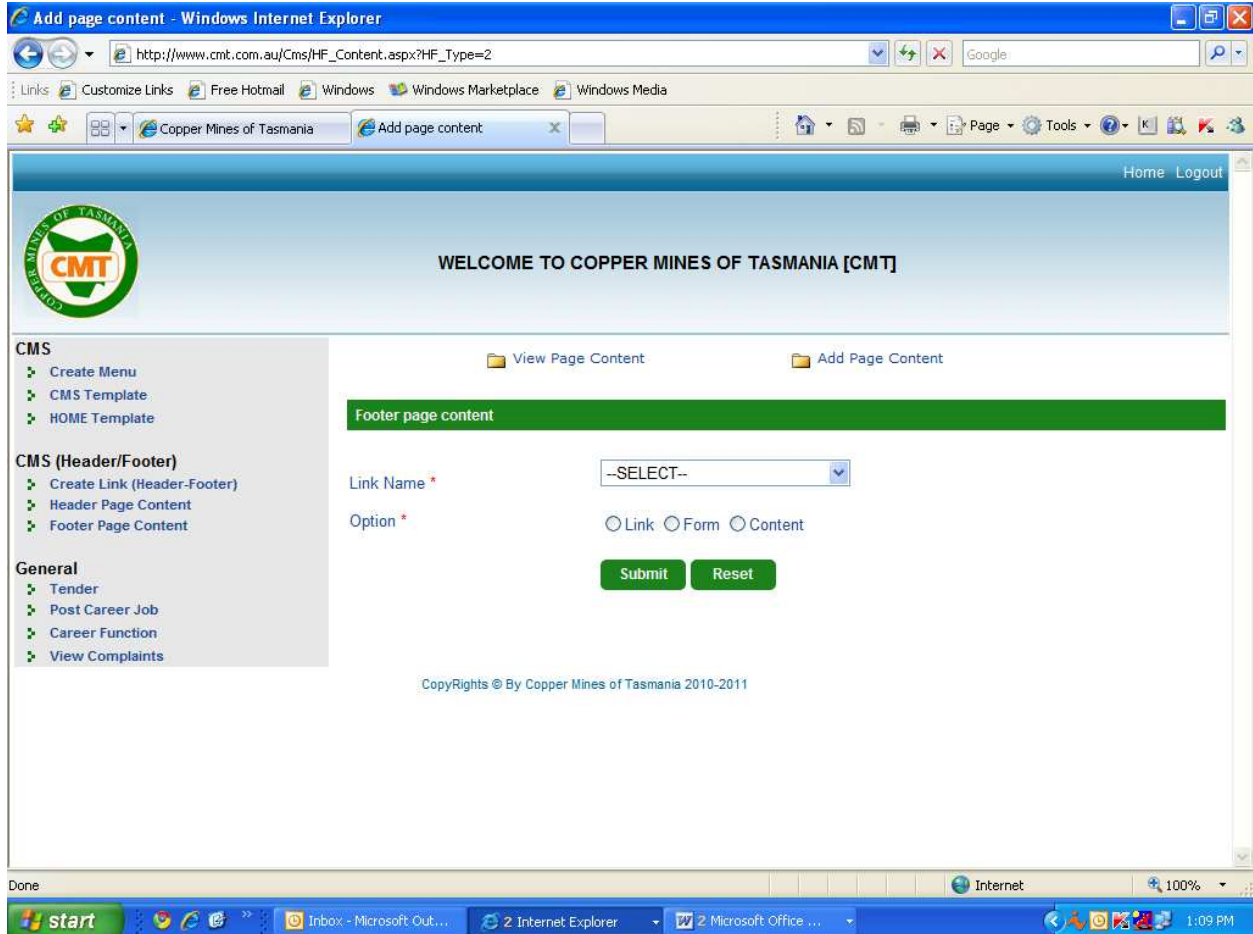 Add page content - Windows Internet Explorer
http://www.cmt.com.au/Cms/HF_Content.aspx?HF_Type=2
Google
Links Customize Links Free Hotmail Windows Windows Marketplace Windows Media
Copper Mines of Tasmania Add page content Page Tools
Home Logout
COPPER MINES OF TASMANIA
CMT
WELCOME TO COPPER MINES OF TASMANIA [CMT]
CMS
Create Menu
CMS Template
HOME Template
CMS (Header/Footer)
Create Link (Header-Footer)
Header Page Content
Footer Page Content
General
Tender
Post Career Job
Career Function
View Complaints
View Page Content Add Page Content
Footer page content
Link Name * --SELECT--
Option * Link Form Content
Submit Reset
CopyRights © By Copper Mines of Tasmania 2010-2011
Done Internet 100%
start Inbox - Microsoft Out... 2 Internet Explorer 2 Microsoft Office ... 1:09 PM